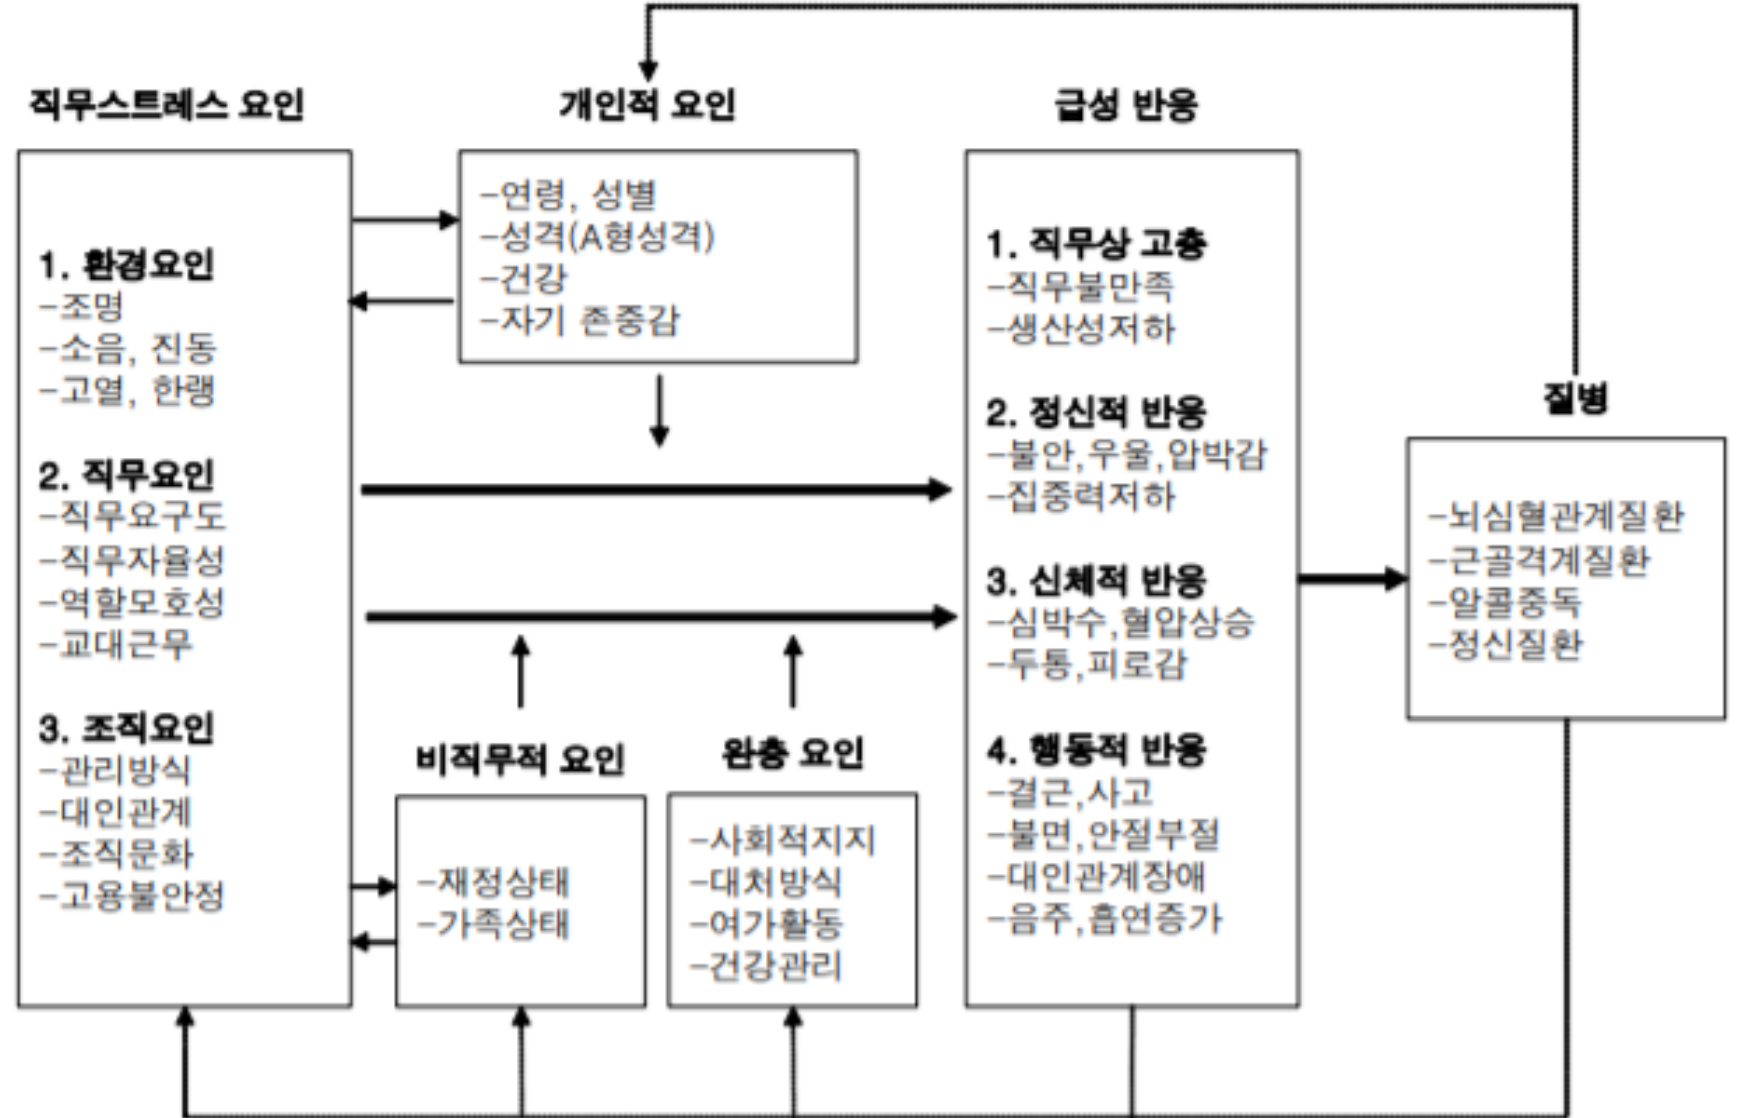 직무스트레스 요인
1. 환경요인
-조명
-소음, 진동
-고열, 한랭
2. 직무요인
-직무요구도
-직무자율성
-역할모호성
-교대근무
3. 조직요인
-관리방식
-대인관계
-조직문화
-고용불안정
개인적 요인
-연령, 성별
-성격(A형성격)
-건강
-자기 존중감
비직무적 요인
-재정상태
-가족상태
완충 요인
-사회적지지
-대처방식
-여가활동
-건강관리
급성 반응
1. 직무상 고충
-직무불만족
-생산성저하
2. 정신적 반응
-불안,우울,압박감
-집중력저하
3. 신체적 반응
-심박수,혈압상승
-두통,피로감
4. 행동적 반응
-결근,사고
-불면,안절부절
-대인관계장애
-음주,흡연증가
질병
-뇌심혈관계질환
-근골격계질환
-알콜중독
-정신질환